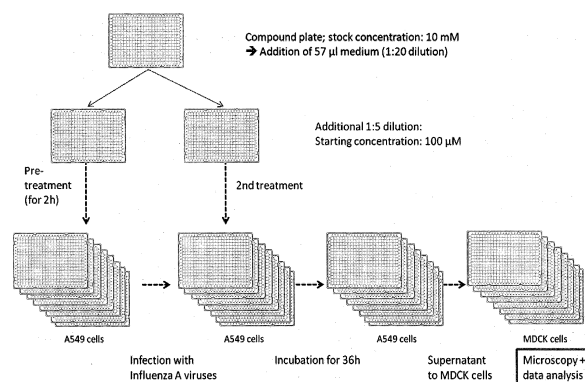 Compound plate; stock concentration: 10 mM
➔ Addition of 57 µl medium (1:20 dilution)
Additional 1:5 dilution:
Starting concentration: 100 µM
Pre-
treatment
(for 2h)
2nd treatment
A549 cells
A549 cells
A549 cells
MDCK cells
Infection with
Influenza A viruses
Incubation for 36h
Supernatant
to MDCK cells
Microscopy +
data analysis